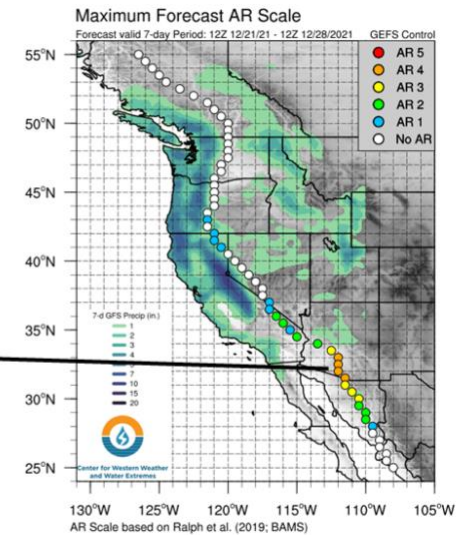 Maximum Forecast AR Scale
Forecast valid 7-day Period: 12Z 12/21/21 - 12Z 12/28/2021
GEFS Control
AR 5
AR 4
AR 3
AR 2
AR 1
No AR
55°N
50°N
45°N
40°N
35°N
30°N
25°N
7-d GFS Precip (in.)
1
2
3
4
7
10
15
20
Center for Western Weather
and Water Extremes
130°W 125°W 120°W 115°W 110°W 105°W
AR Scale based on Ralph et al. (2019; BAMS)